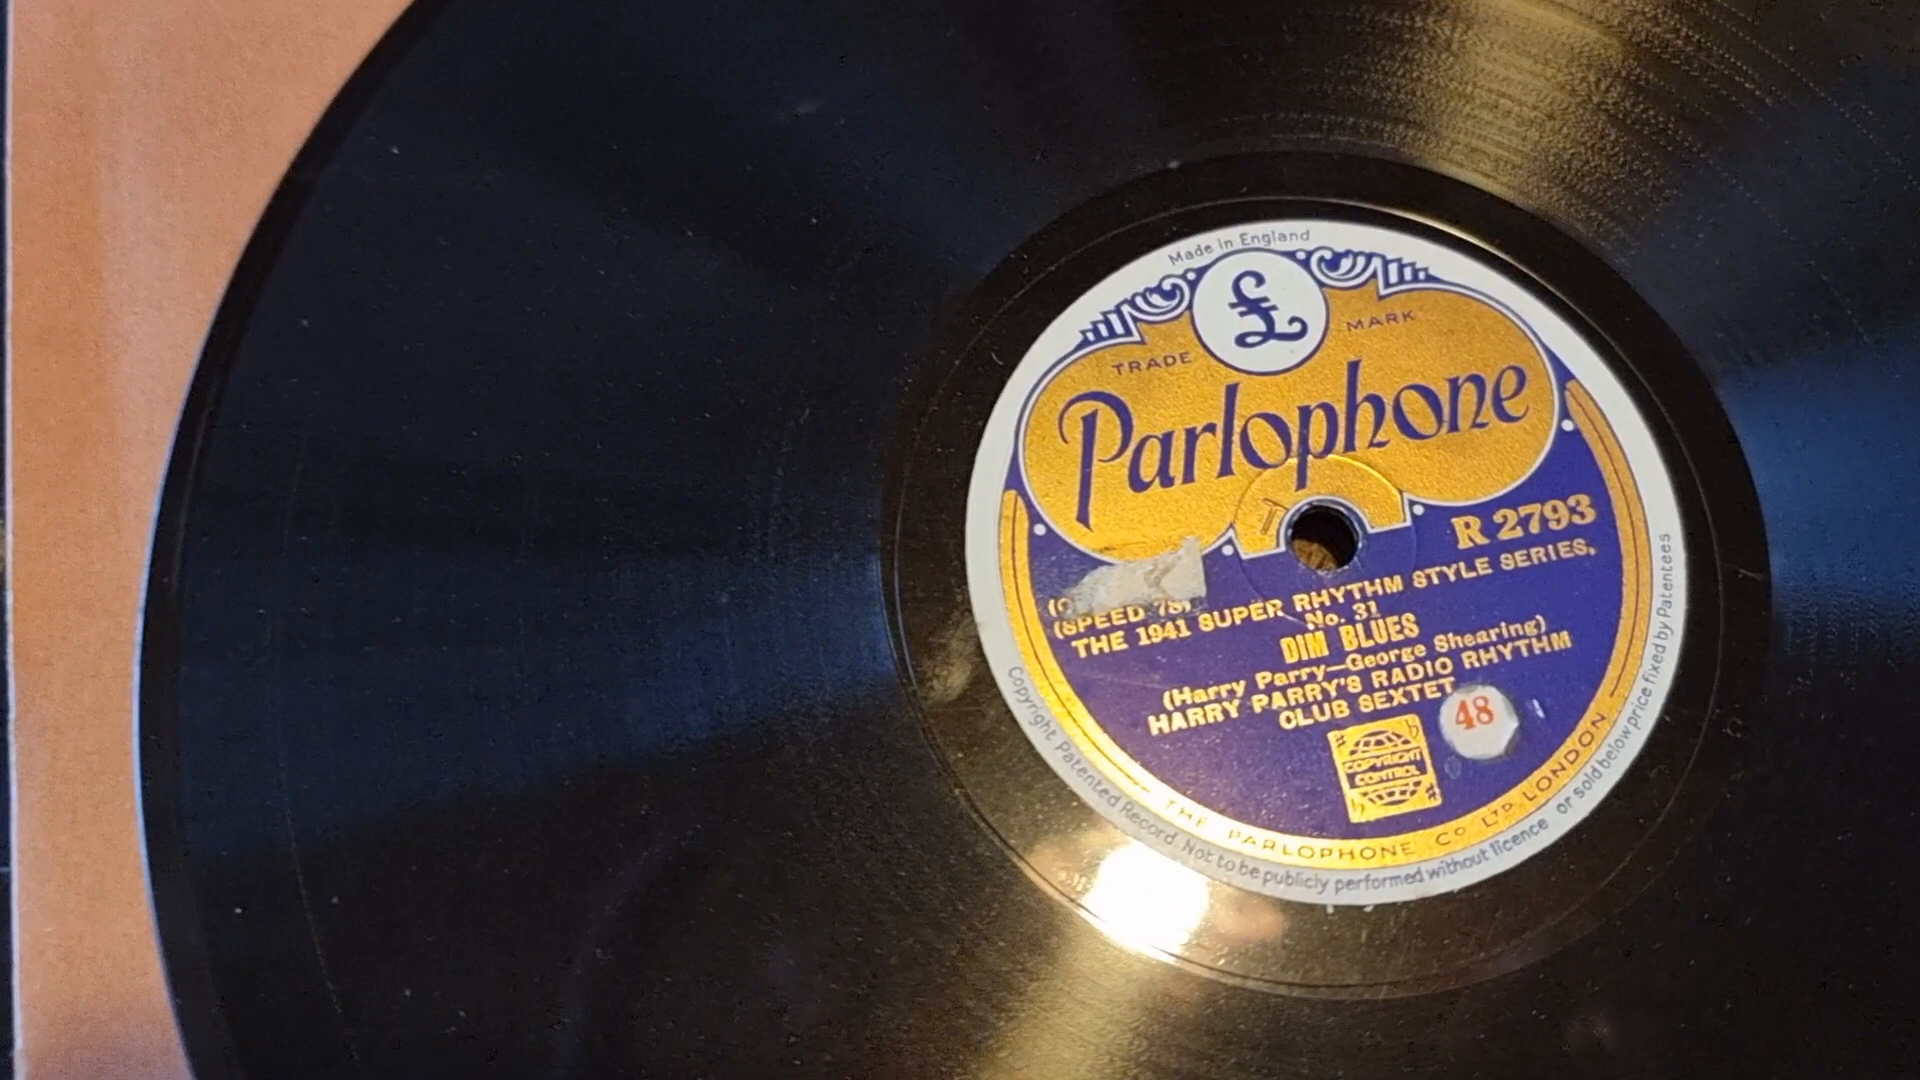 Made in England
£
TRADE MARK
Parlophone
R 2793
(SPEED 78)
THE 1941 SUPER RHYTHM STYLE SERIES,
No. 31
DIM BLUES
(Harry Parry—George Shearing)
HARRY PARRY'S RADIO RHYTHM
CLUB SEXTET
48
COPYRIGHT
CONTROL
THE PARLOPHONE CO LTD LONDON
Copyright Patented Record Not to be publicly performed without licence or sold below price fixed by Patentees